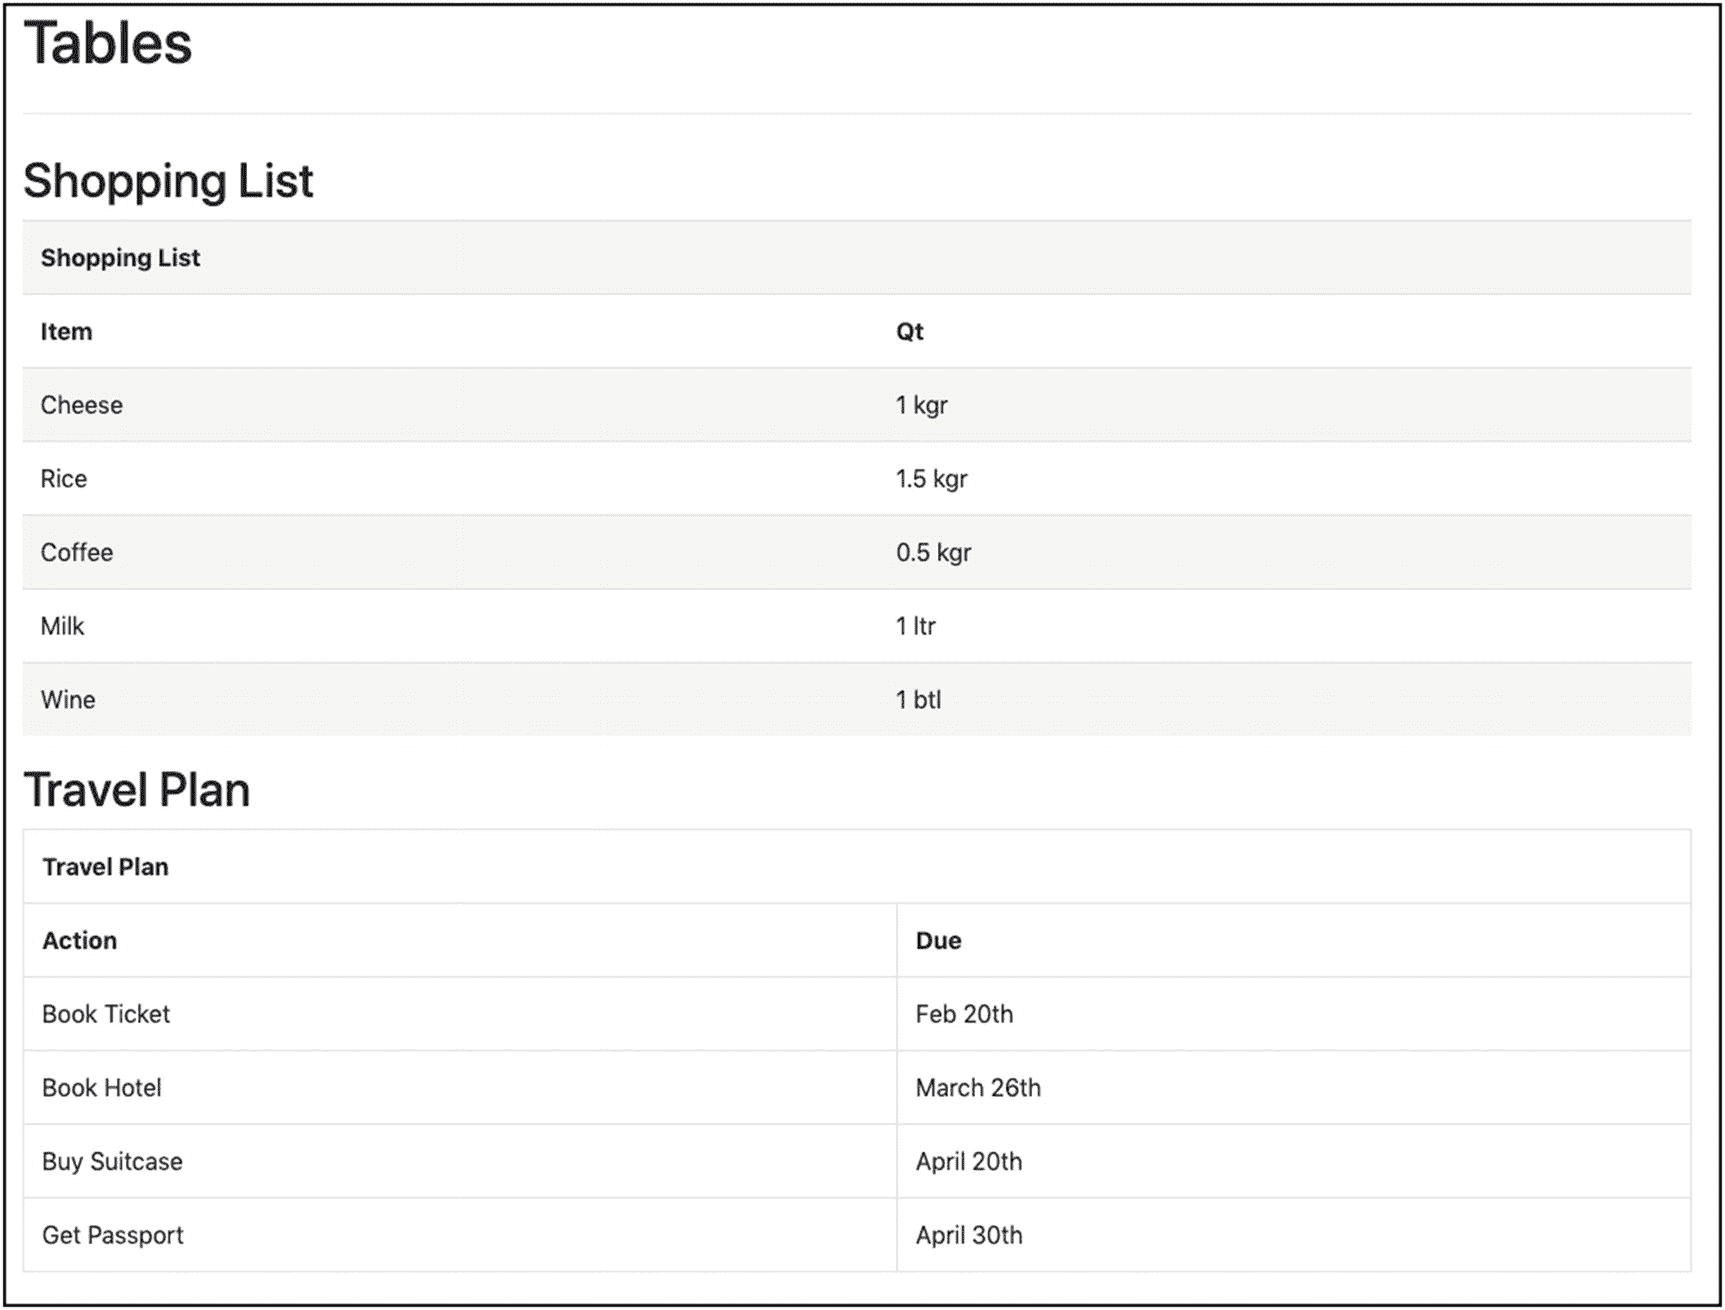 Tables
Shopping List
Shopping List
Item Qt
Cheese 1 kgr
Rice 1.5 kgr
Coffee 0.5 kgr
Milk 1 ltr
Wine 1 btl
Travel Plan
Travel Plan
Action Due
Book Ticket Feb 20th
Book Hotel March 26th
Buy Suitcase April 20th
Get Passport April 30th